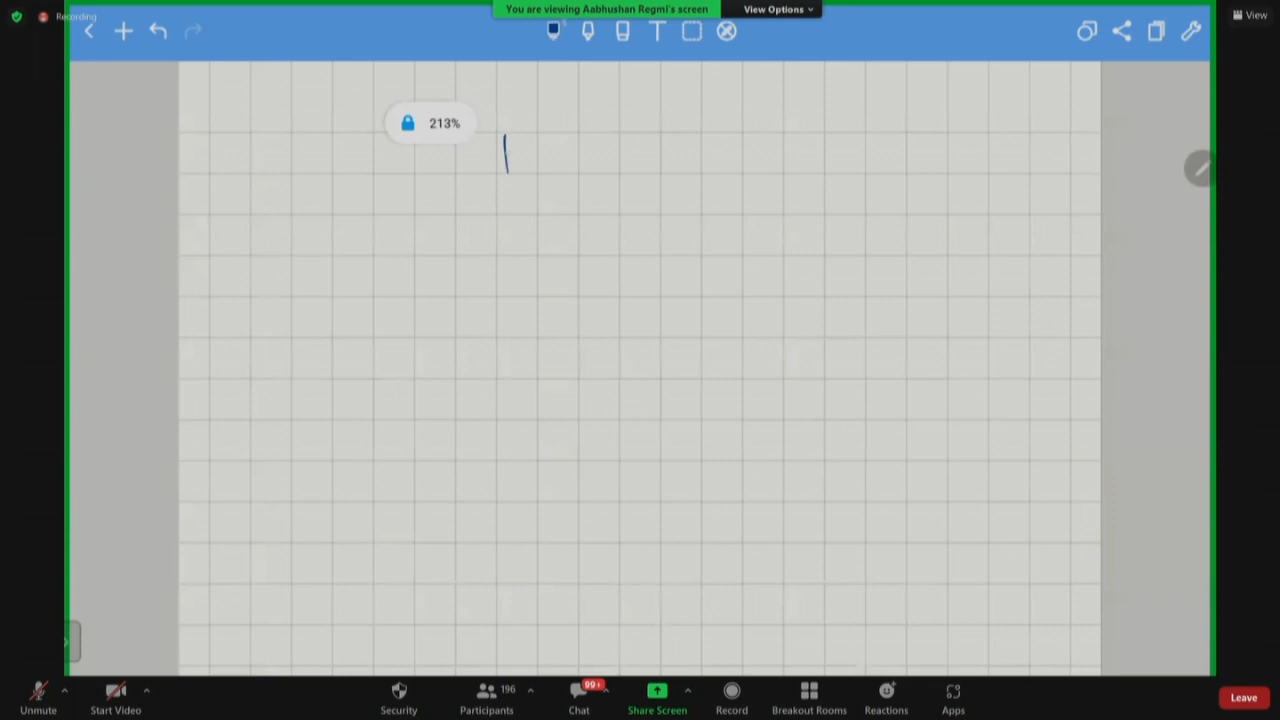 You are viewing Aabhushan Regmi's screen
View Options
Recording
View
213%
Unmute
Start Video
Security
196
Participants
99+
Chat
Share Screen
Record
Breakout Rooms
Reactions
Apps
Leave